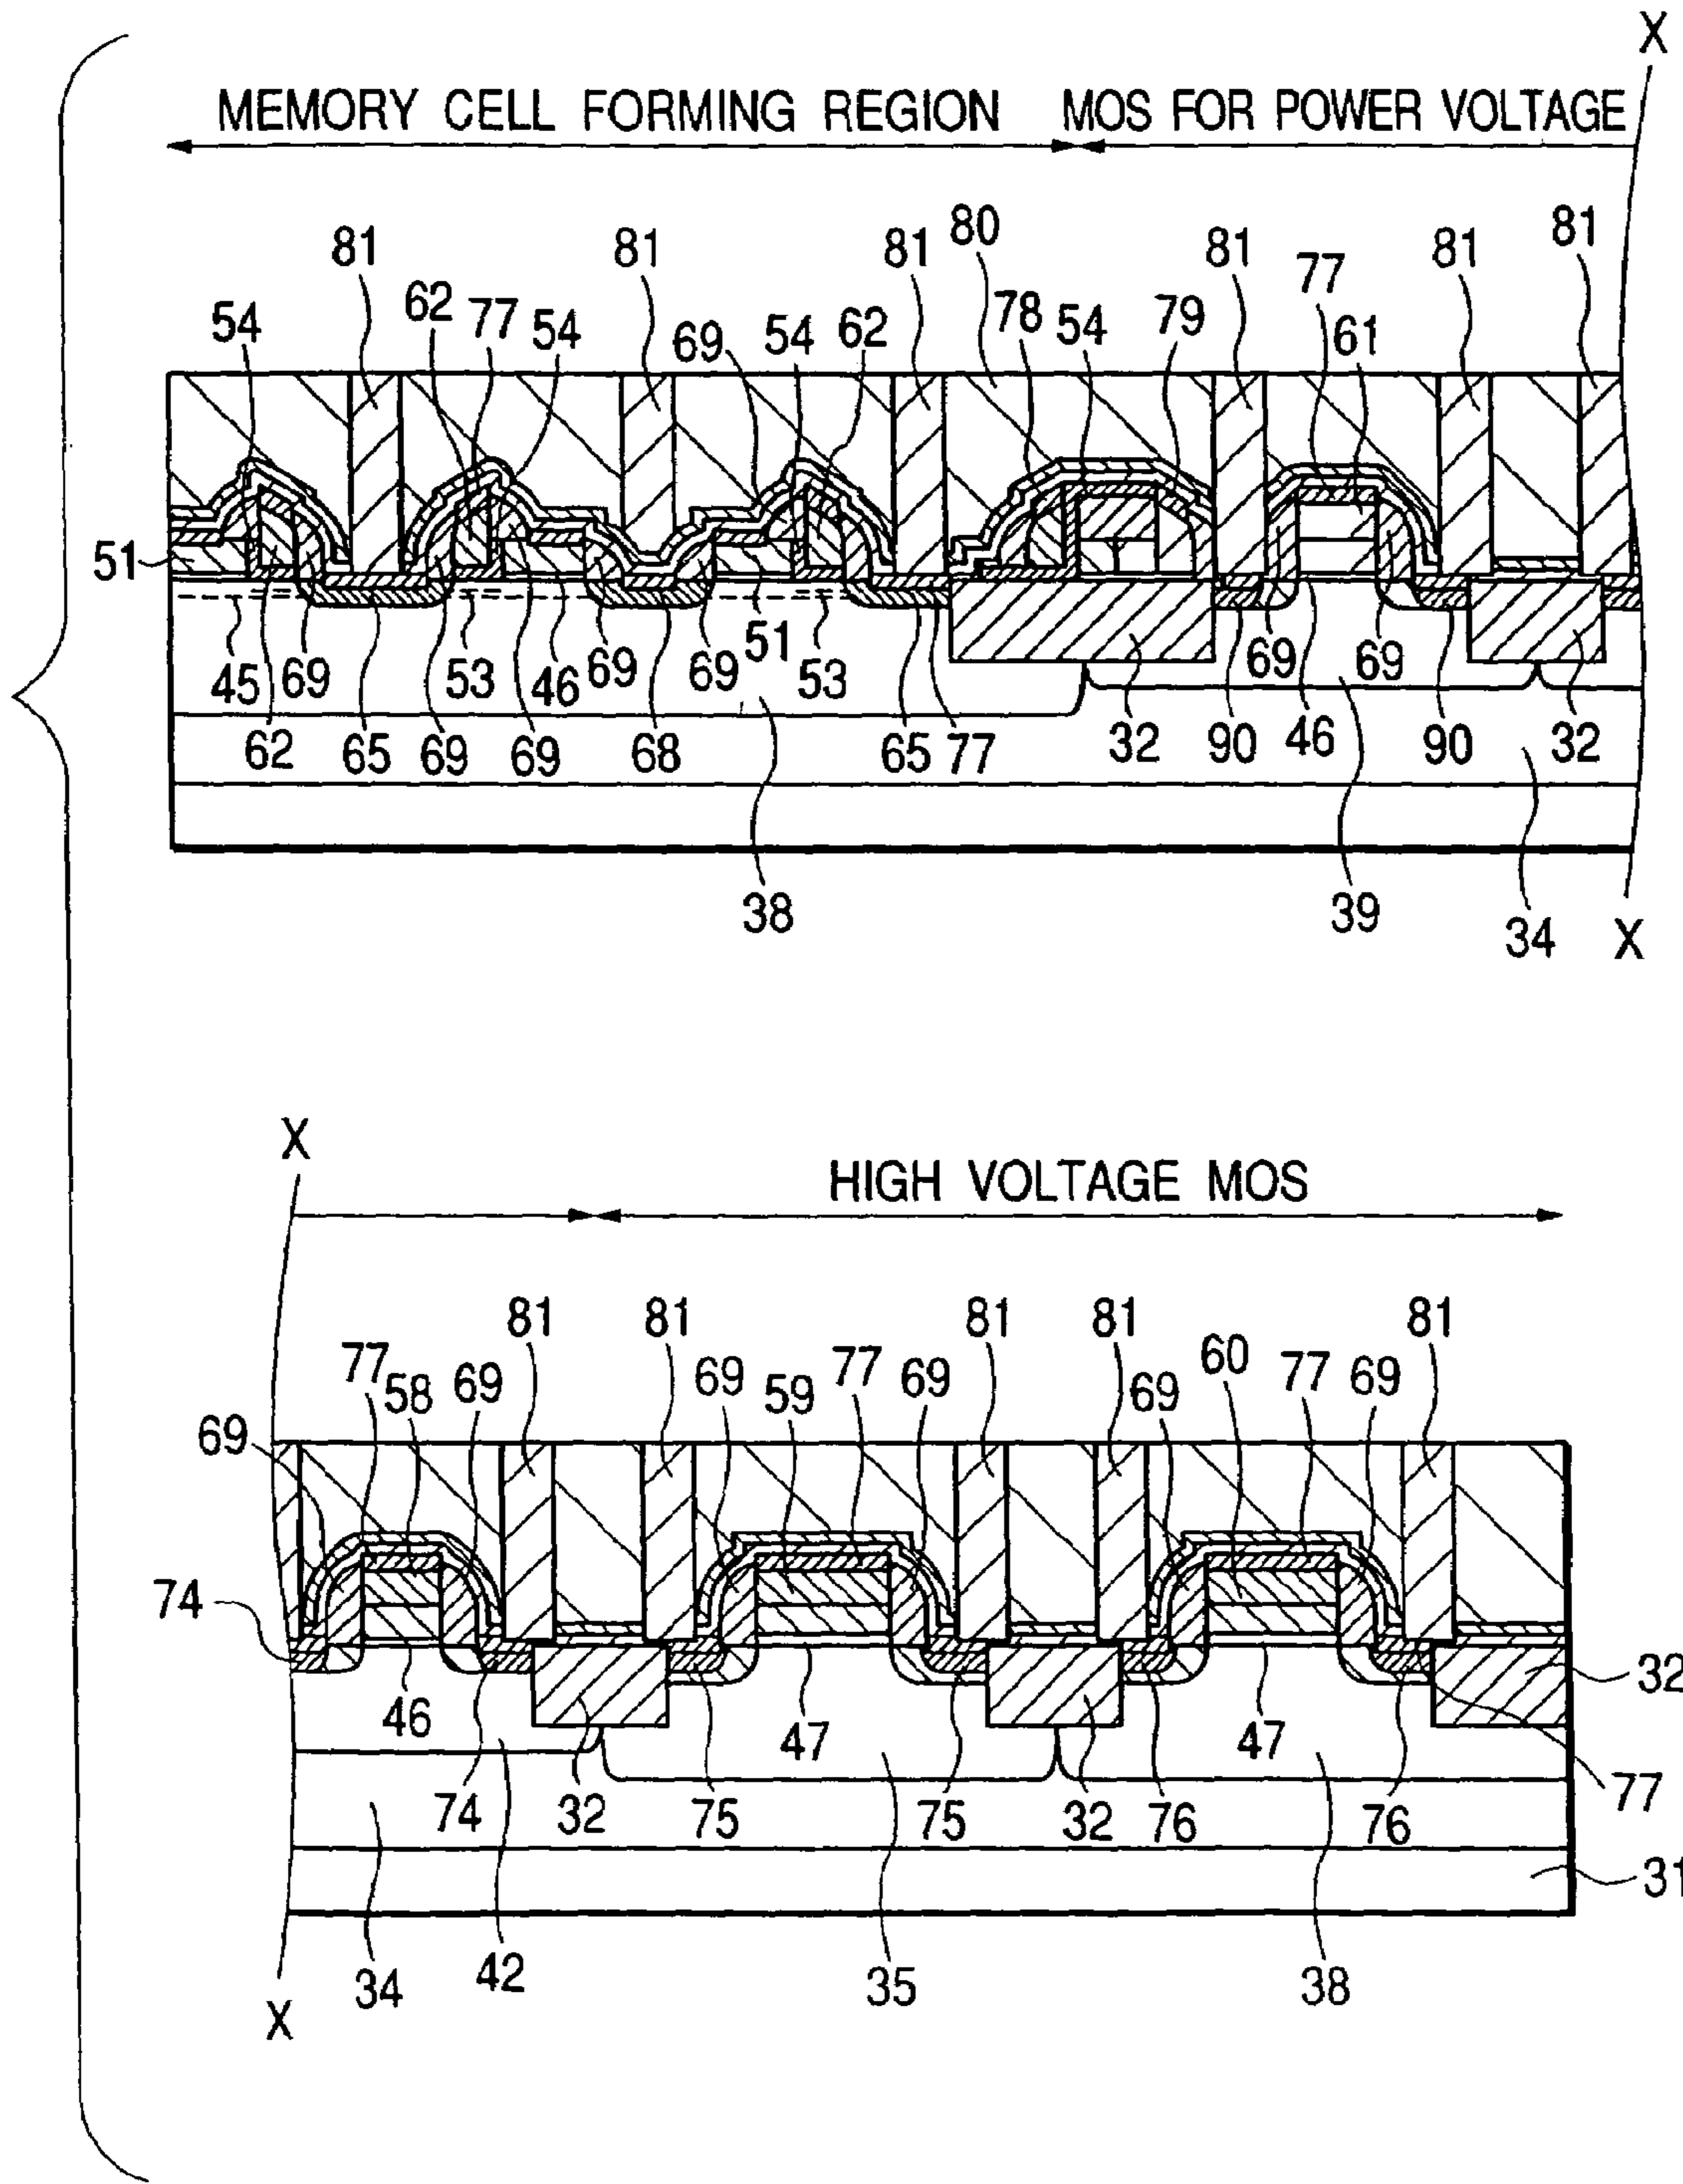 X
MEMORY CELL FORMING REGION MOS FOR POWER VOLTAGE
81 81 81 80 81 81 81
54 62 77 54 69 54 62 78 54 79 77 61
51
45 69 53 46 69 69 51 53 69 69
62 65 69 69 68 65 77 32 90 46 90 32
38 39 34
X
X
HIGH VOLTAGE MOS
81 81 81 81 81
69 77 58 69 69 59 77 69 69 60 77 69
74
32
46 47 47
74 32 75 75 32 76 76 77
31
34 42 35 38
X